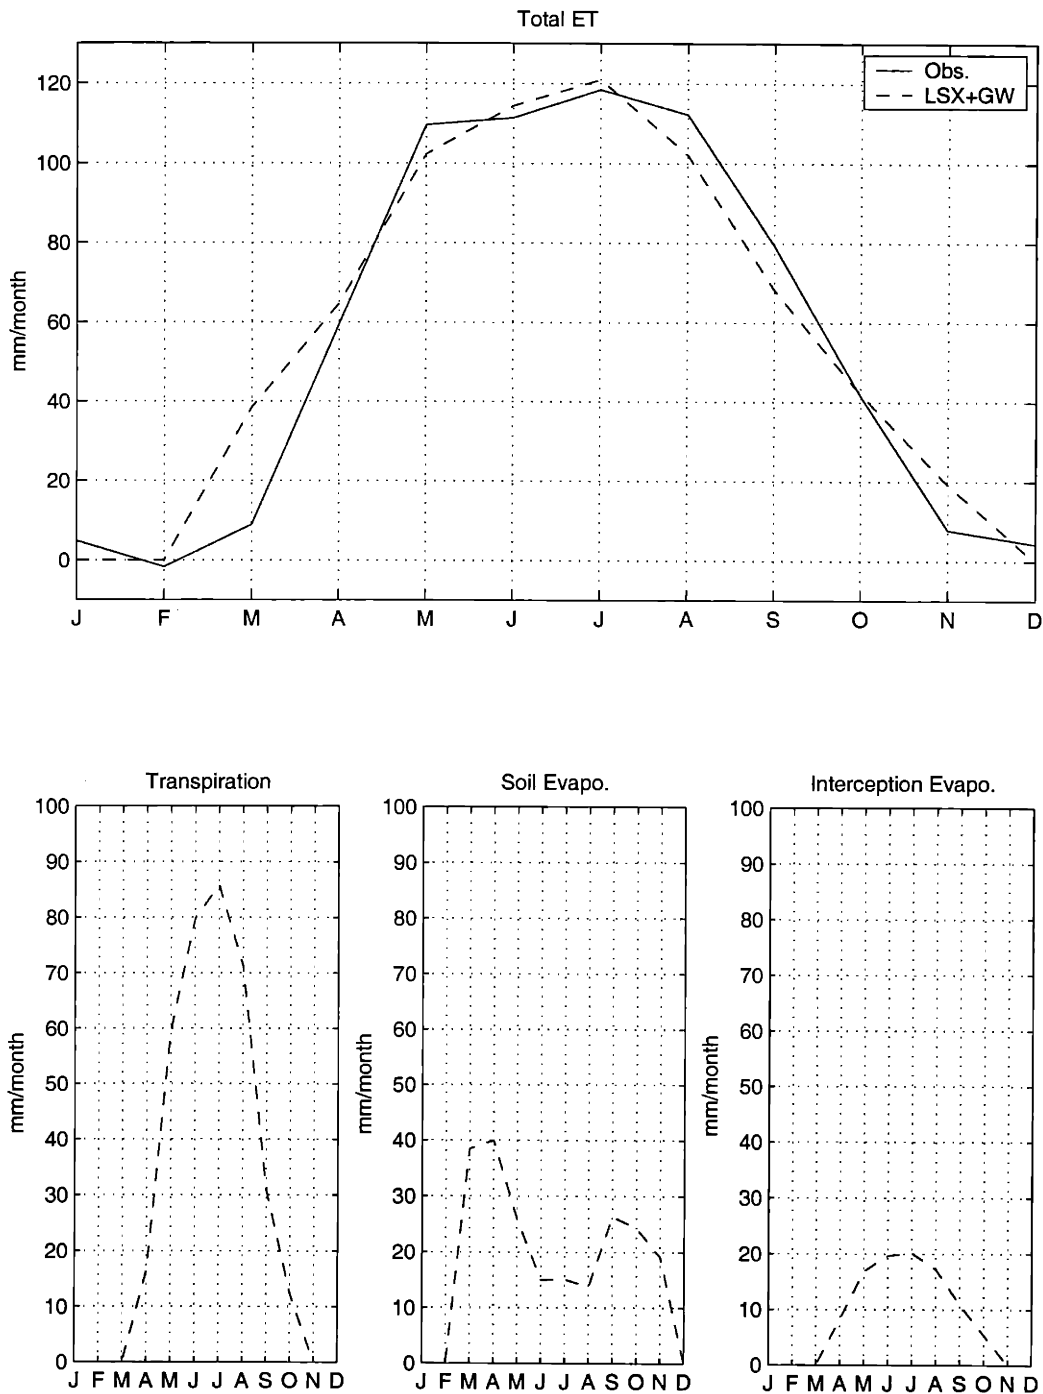 Total ET
120
100
80
60
40
20
0
mm/month
Obs.
LSX+GW
J F M A M J J A S O N D
Transpiration
100
90
80
70
60
50
40
30
20
10
0
mm/month
J F M A M J J A S O N D
Soil Evapo.
100
90
80
70
60
50
40
30
20
10
0
mm/month
J F M A M J J A S O N D
Interception Evapo.
100
90
80
70
60
50
40
30
20
10
0
mm/month
J F M A M J J A S O N D